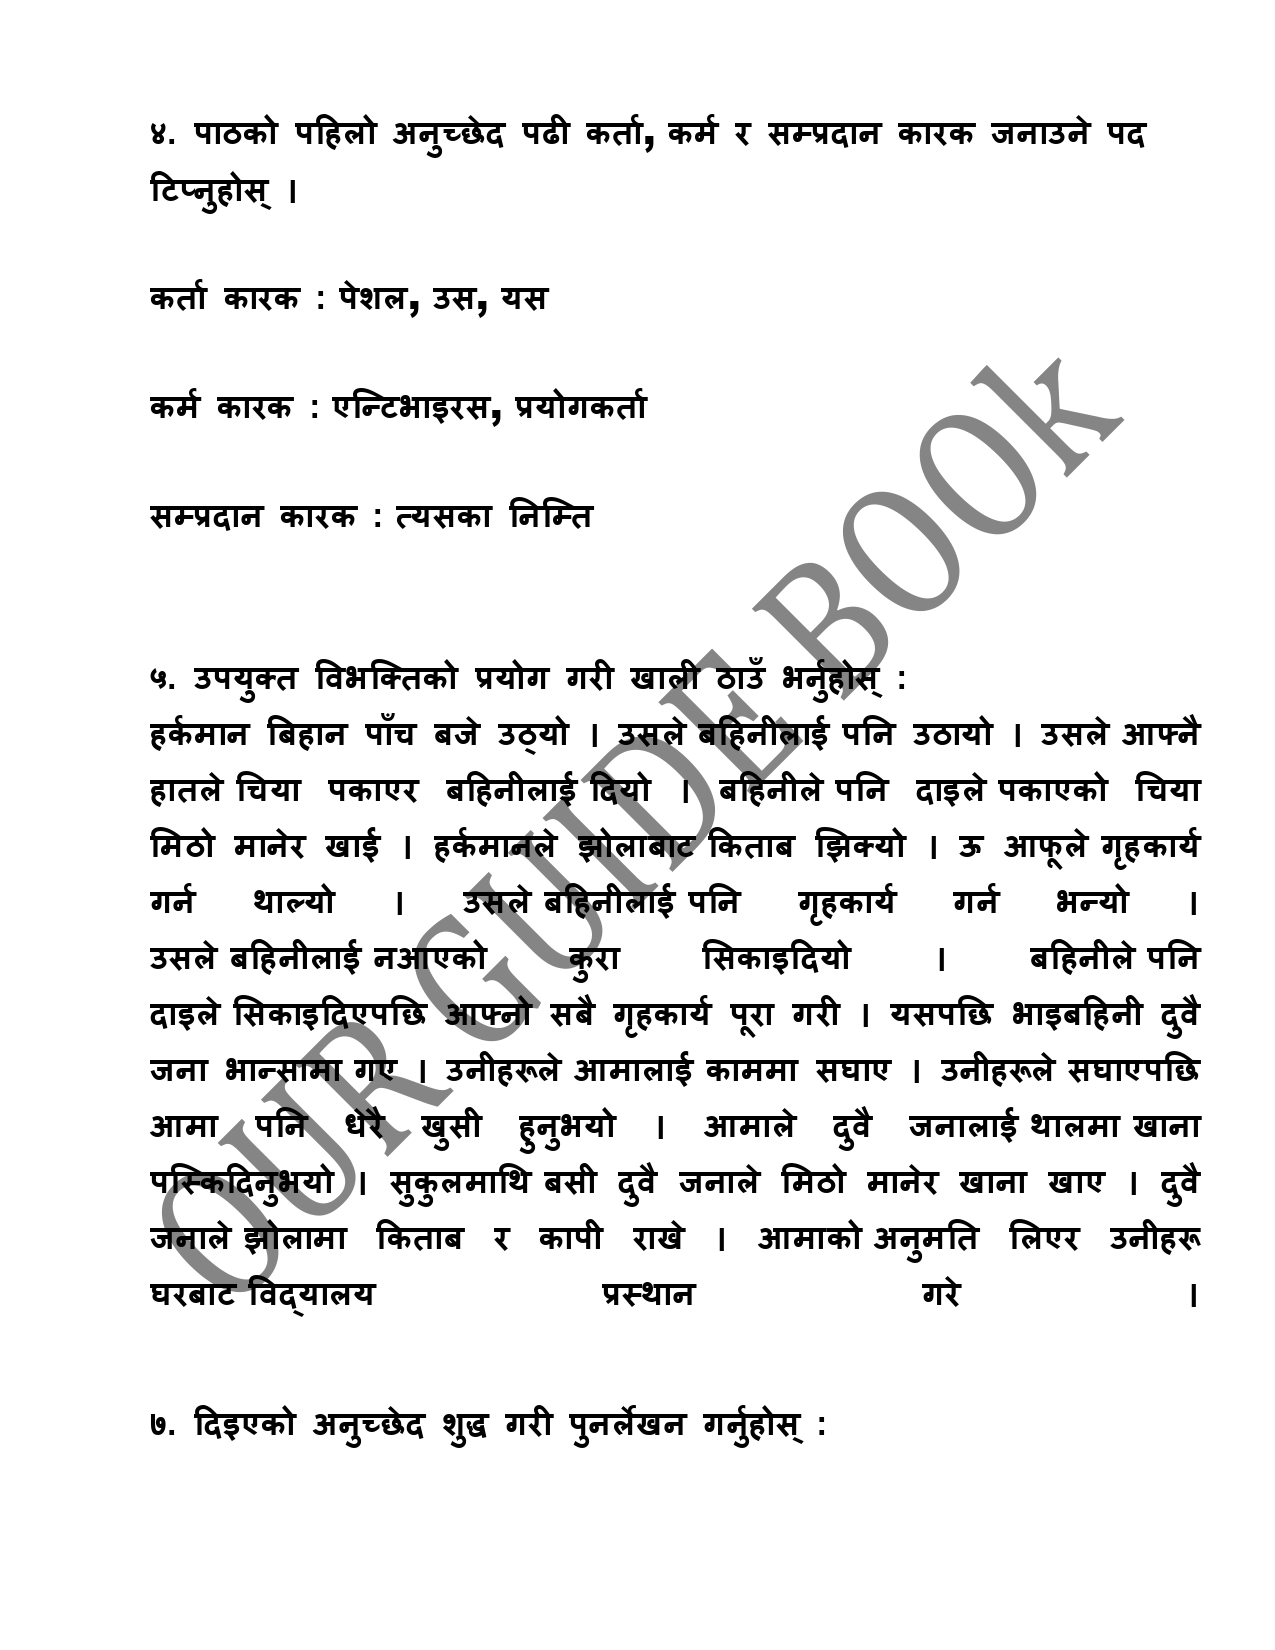 ४. पाठको पहिलो अनुच्छेद पढी कर्ता, कर्म र सम्प्रदान कारक जनाउने पद
टिप्नुहोस् ।
कर्ता कारक : पेशल, उस, यस
कर्म कारक : एन्टिभाइरस, प्रयोगकर्ता
सम्प्रदान कारक : त्यसका निम्ति
५. उपयुक्त विभक्तिको प्रयोग गरी खाली ठाउँ भर्नुहोस् :
हर्कमान बिहान पाँच बजे उठ्यो । उसले बहिनीलाई पनि उठायो । उसले आफ्नै
हातले चिया पकाएर बहिनीलाई दियो । बहिनीले पनि दाइले पकाएको चिया
मिठो मानेर खाई । हर्कमानले झोलाबाट किताब झिक्यो । ऊ आफूले गृहकार्य
गर्न थाल्यो । उसले बहिनीलाई पनि गृहकार्य गर्न भन्यो ।
उसले बहिनीलाई नआएको कुरा सिकाइदियो । बहिनीले पनि
दाइले सिकाइदिएपछि आफ्नो सबै गृहकार्य पूरा गरी । यसपछि भाइबहिनी दुवै
जना भान्सामा गए । उनीहरूले आमालाई काममा सघाए । उनीहरूले सघाएपछि
आमा पनि धेरै खुसी हुनुभयो । आमाले दुवै जनालाई थालमा खाना
पस्किदिनुभयो । सुकुलमाथि बसी दुवै जनाले मिठो मानेर खाना खाए । दुवै
जनाले झोलामा किताब र कापी राखे । आमाको अनुमति लिएर उनीहरू
घरबाट विद्‌यालय प्रस्थान गरे ।
७. दिइएको अनुच्छेद शुद्ध गरी पुनर्लेखन गर्नुहोस् :
OUR GUIDE BOOk